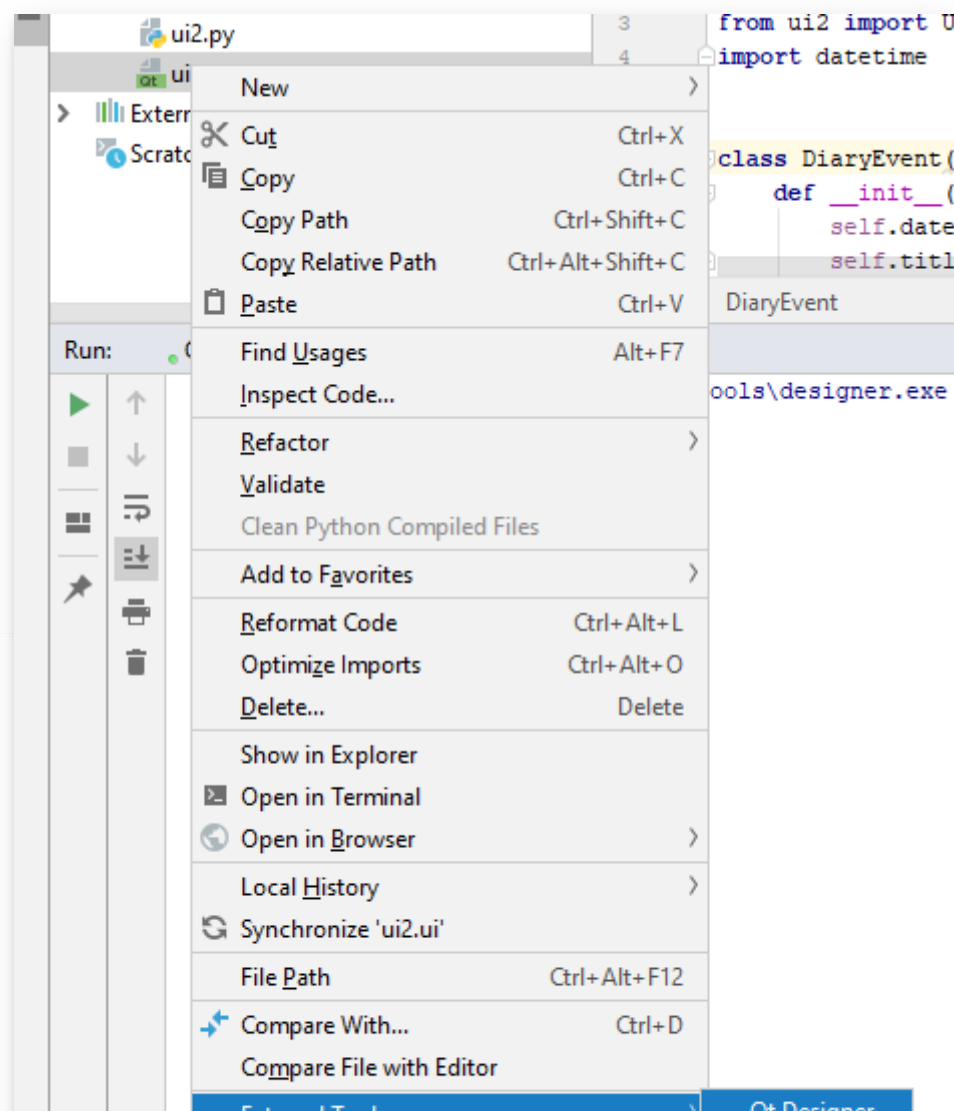 ui2.py
3 from ui2 import U
4 import datetime
ui
New
Extern
Scratc
Cut Ctrl+X
Copy Ctrl+C
Copy Path Ctrl+Shift+C
Copy Relative Path Ctrl+Alt+Shift+C
Paste Ctrl+V
class DiaryEvent(
def __init__(
self.date
self.titl
DiaryEvent
Run:
Find Usages Alt+F7
Inspect Code...
ools\designer.exe
Refactor
Validate
Clean Python Compiled Files
Add to Favorites
Reformat Code Ctrl+Alt+L
Optimize Imports Ctrl+Alt+O
Delete... Delete
Show in Explorer
Open in Terminal
Open in Browser
Local History
Synchronize 'ui2.ui'
File Path Ctrl+Alt+F12
Compare With... Ctrl+D
Compare File with Editor
Qt Designer